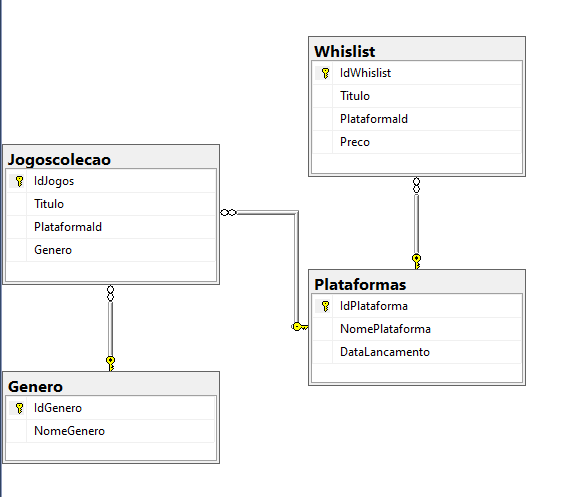 Whislist
IdWhislist
Titulo
PlataformaId
Preco
Jogoscolecao
IdJogos
Titulo
PlataformaId
Genero
Plataformas
IdPlataforma
NomePlataforma
DataLancamento
Genero
IdGenero
NomeGenero